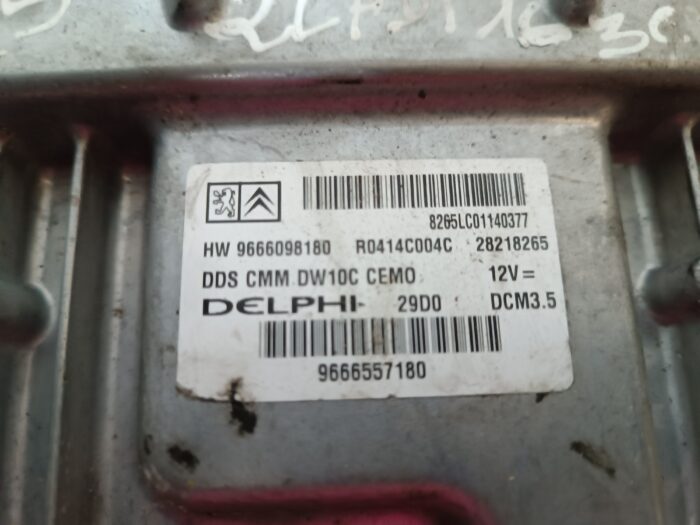 8265LC01140377
HW 9666098180 R0414C004C 28218265
DDS CMM DW10C CEMO 12V=
DELPHI 29D0 DCM3.5
9666557180